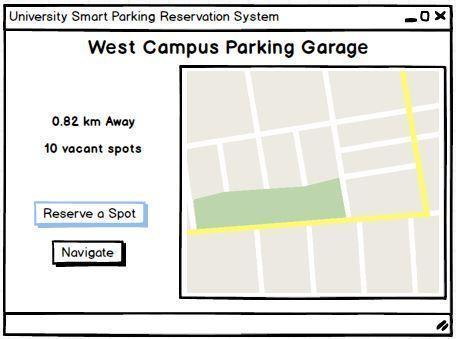 University Smart Parking Reservation System
West Campus Parking Garage
0.82 km Away
10 vacant spots
Reserve a Spot
Navigate